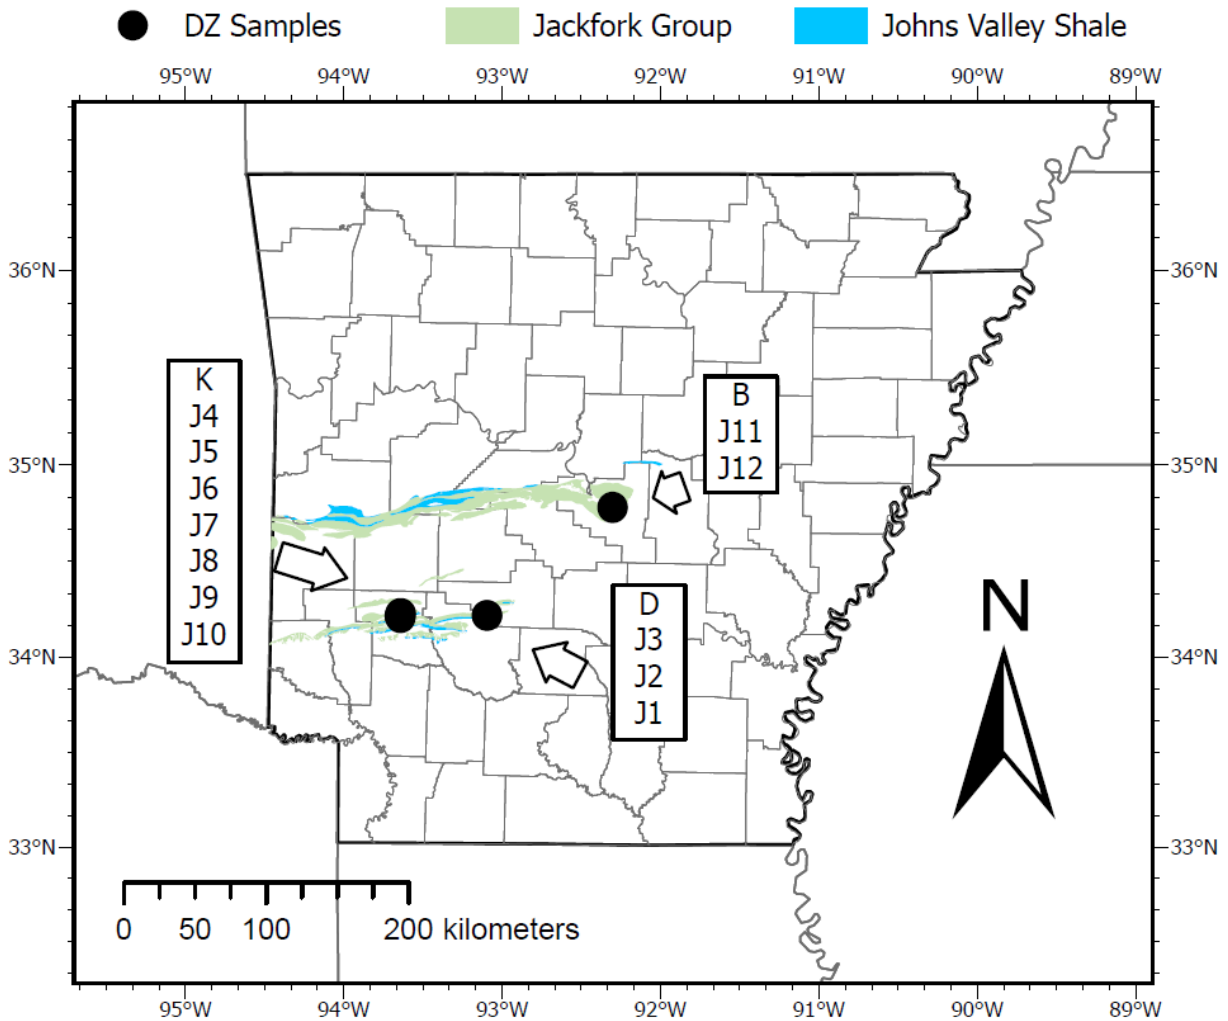 DZ Samples Jackfork Group Johns Valley Shale
95°W 94°W 93°W 92°W 91°W 90°W 89°W
36°N 36°N
K
J4
J5
J6
J7
J8
J9
J10
B
J11
J12
35°N 35°N
D
J3
J2
J1
N
34°N 34°N
33°N 33°N
0 50 100 200 kilometers
95°W 94°W 93°W 92°W 91°W 90°W 89°W